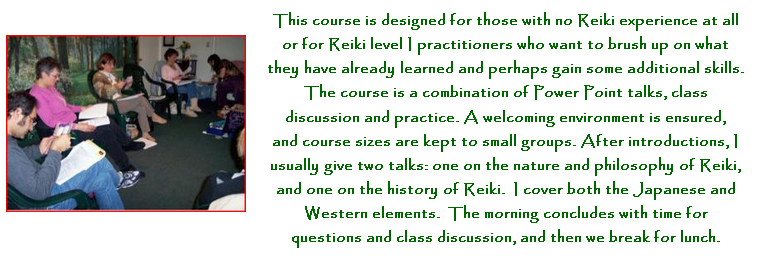 This course is designed for those with no Reiki experience at all
or for Reiki level I practitioners who want to brush up on what
they have already learned and perhaps gain some additional skills.
The course is a combination of Power Point talks, class
discussion and practice. A welcoming environment is ensured,
and course sizes are kept to small groups. After introductions, I
usually give two talks: one on the nature and philosophy of Reiki,
and one on the history of Reiki. I cover both the Japanese and
Western elements. The morning concludes with time for
questions and class discussion, and then we break for lunch.